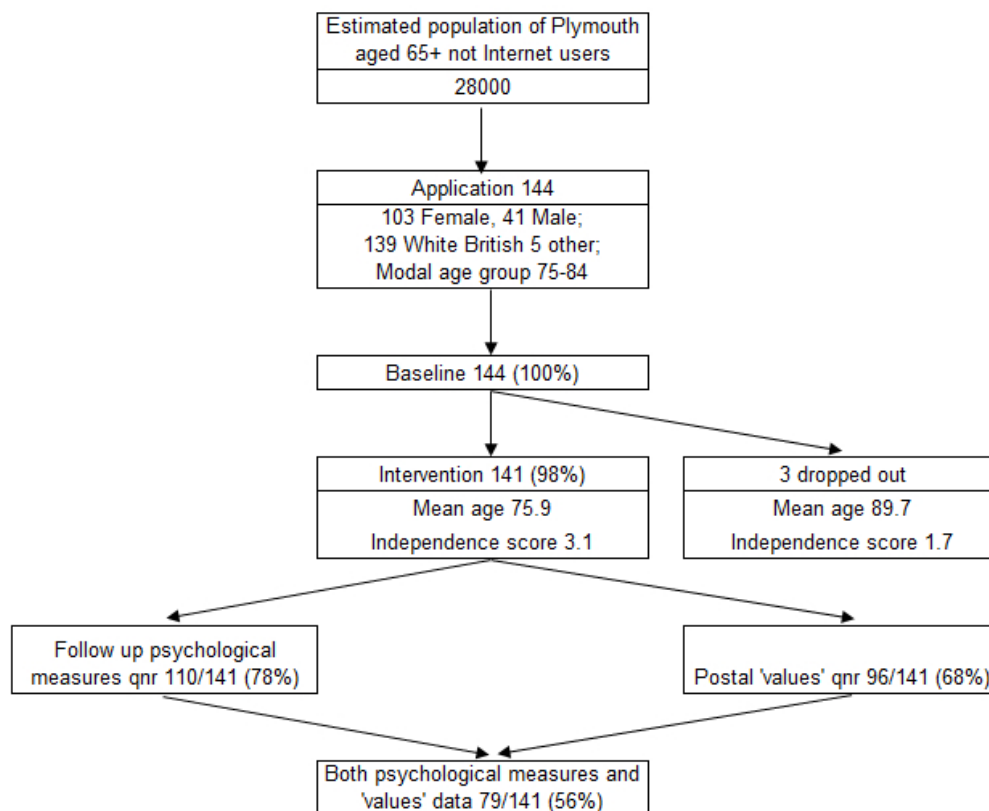 Estimated population of Plymouth
aged 65+ not Internet users
28000
Application 144
103 Female, 41 Male;
139 White British 5 other;
Modal age group 75-84
Baseline 144 (100%)
Intervention 141 (98%)
Mean age 75.9
Independence score 3.1
3 dropped out
Mean age 89.7
Independence score 1.7
Follow up psychological
measures qnr 110/141 (78%)
Postal 'values' qnr 96/141 (68%)
Both psychological measures and
'values' data 79/141 (56%)